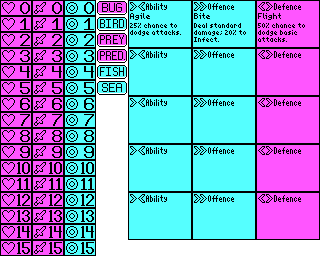 0 0 0 BUG
1 1 1 BIRD
2 2 2 PREY
3 3 3 PRED
4 4 4 FISH
5 5 5 SEA
6 6 6
7 7 7
8 8 8
9 9 9
10 10 10
11 11 11
12 12 12
13 13 13
14 14 14
15 15 15
Ability
Agile
25% chance to
dodge attacks.
Offence
Bite
Deal standard
damage; 20% to
Infect.
Defence
Flight
50% chance to
dodge basic
attacks.
Ability Offence Defence
Ability Offence Defence
Ability Offence Defence
Ability Offence Defence